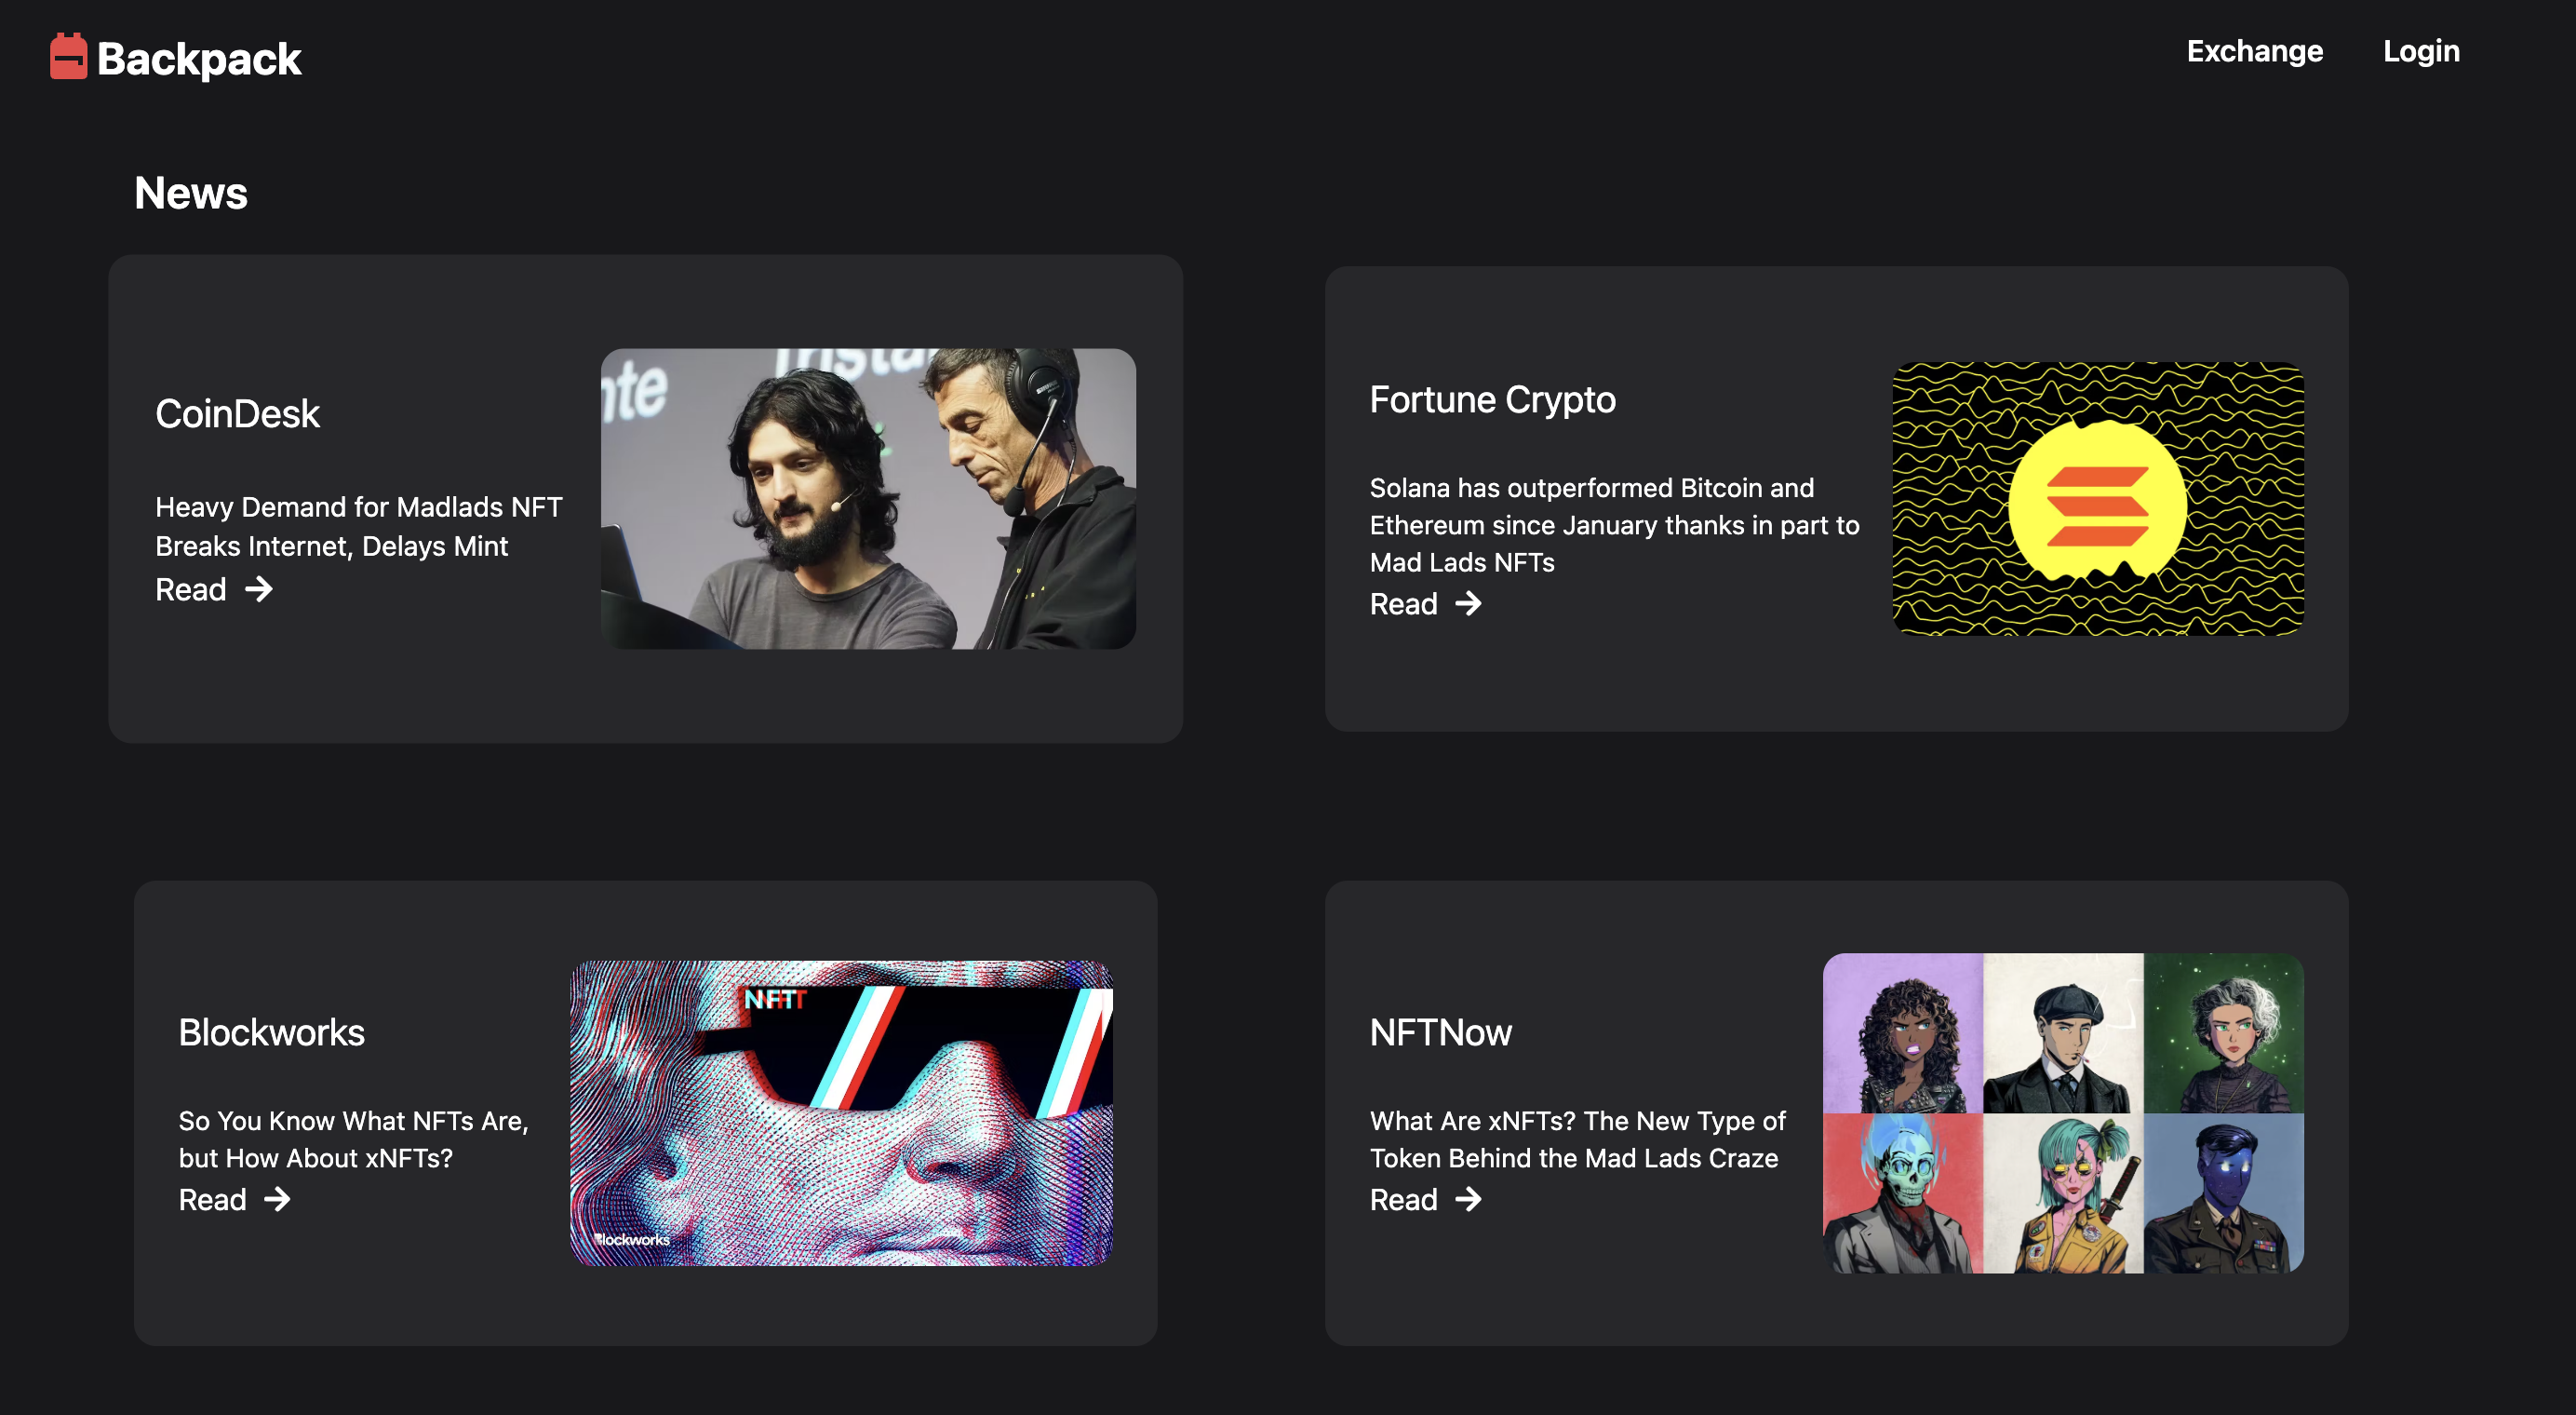 Backpack
Exchange
Login
News
CoinDesk
Heavy Demand for Madlads NFT
Breaks Internet, Delays Mint
Read
nte
Fortune Crypto
Solana has outperformed Bitcoin and
Ethereum since January thanks in part to
Mad Lads NFTs
Read
Blockworks
So You Know What NFTs Are,
but How About xNFTs?
Read
NFT
Blockworks
NFTNow
What Are xNFTs? The New Type of
Token Behind the Mad Lads Craze
Read